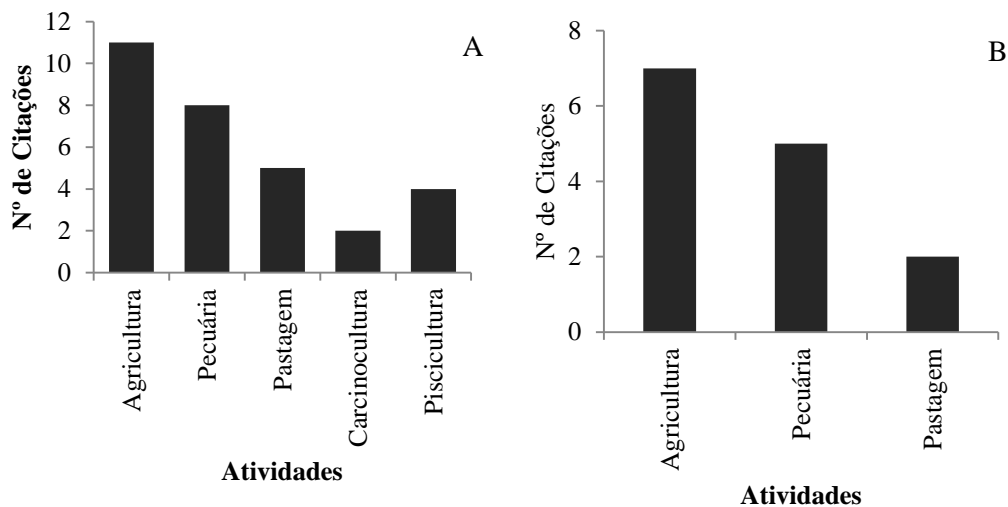 A
Nº de Citações
12
10
8
6
4
2
0
Agricultura
Pecuária
Pastagem
Carcinocultura
Piscicultura
Atividades
B
Nº de Citações
8
6
4
2
0
Agricultura
Pecuária
Pastagem
Atividades